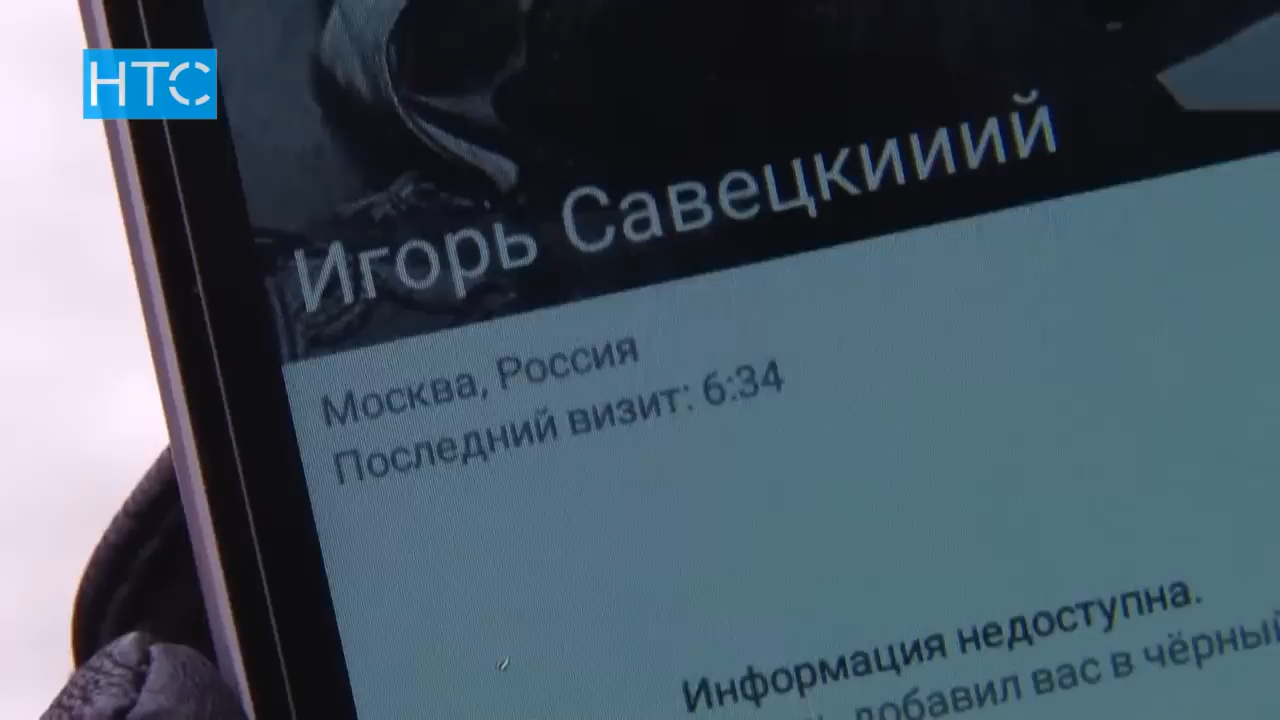 НТС
Игорь Савецкииий
Москва, Россия
Последний визит: 6:34
Информация недоступна.
добавил вас в чёрный